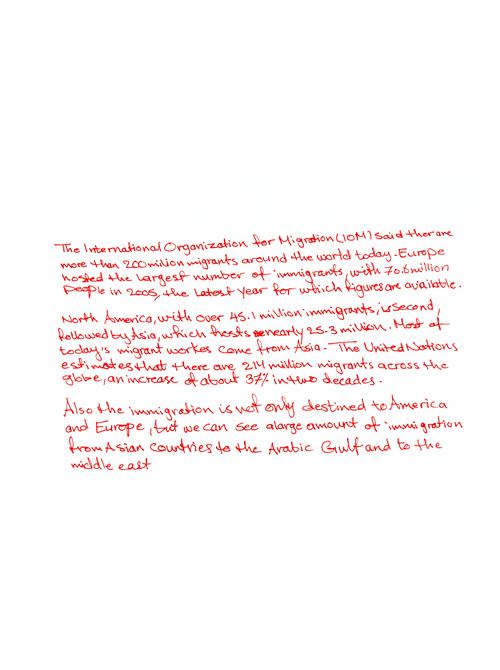 The International Organization for Migration (IOM) said ther are
more than 200 million migrants around the world today. Europe
hosted the largest number of immigrants, with 70.6 million
people in 2005, the latest year for which figures are available.
North America, with over 45.1 million immigrants, is second,
followed by Asia, which hosts nearly 25.3 million. Most of
today's migrant workes come from Asia. The United Nations
estimates that there are 214 million migrants across the
globe, an increase of about 37% in two decades.
Also the immigration is not only destined to America
and Europe, but we can see a large amount of immigration
from Asian countries to the Arabic Gulf and to the
middle east